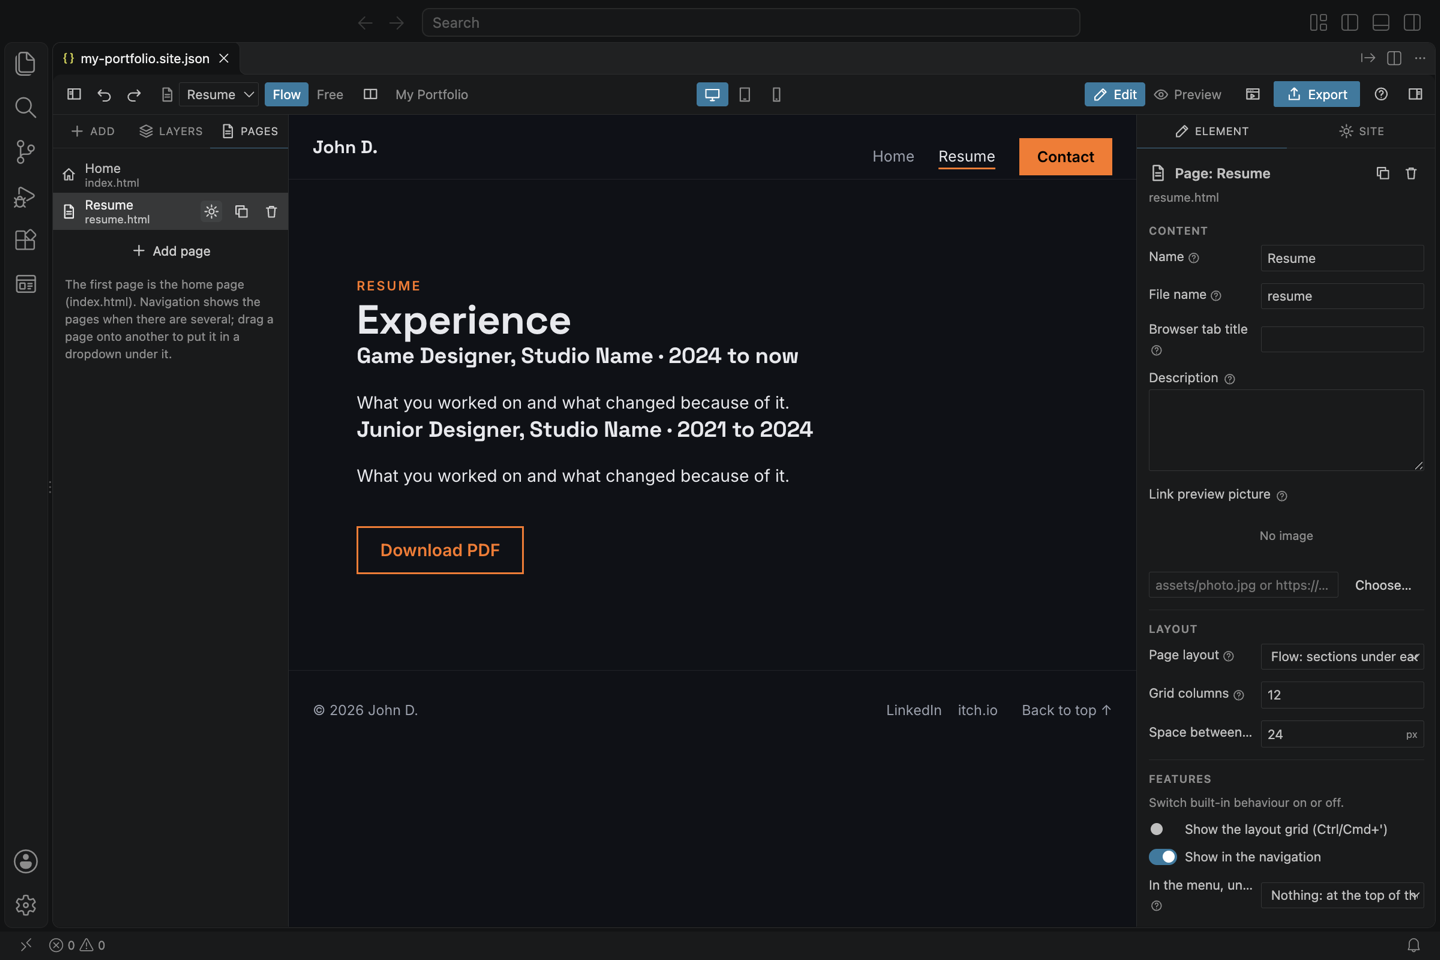 Search
my-portfolio.site.json
Resume
Flow
Free
My Portfolio
Edit
Preview
Export
ADD
LAYERS
PAGES
Home
index.html
Resume
resume.html
Add page
The first page is the home page
(index.html). Navigation shows the
pages when there are several; drag a
page onto another to put it in a
dropdown under it.
John D.
Home
Resume
Contact
RESUME
Experience
Game Designer, Studio Name · 2024 to now
What you worked on and what changed because of it.
Junior Designer, Studio Name · 2021 to 2024
What you worked on and what changed because of it.
Download PDF
© 2026 John D.
LinkedIn
itch.io
Back to top ↑
ELEMENT
SITE
Page: Resume
resume.html
CONTENT
Name
Resume
File name
resume
Browser tab title
Description
Link preview picture
No image
assets/photo.jpg or https://...
Choose...
LAYOUT
Page layout
Flow: sections under eac
Grid columns
12
Space between...
24
px
FEATURES
Switch built-in behaviour on or off.
Show the layout grid (Ctrl/Cmd+')
Show in the navigation
In the menu, un...
Nothing: at the top of th
0
0